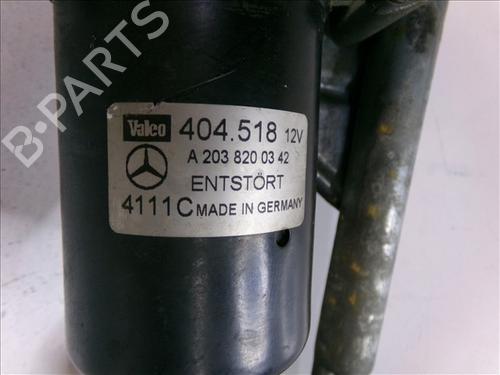 B-PARTS
Valeo 404.518 12V
A 203 820 03 42
ENTSTÖRT
4111C MADE IN GERMANY